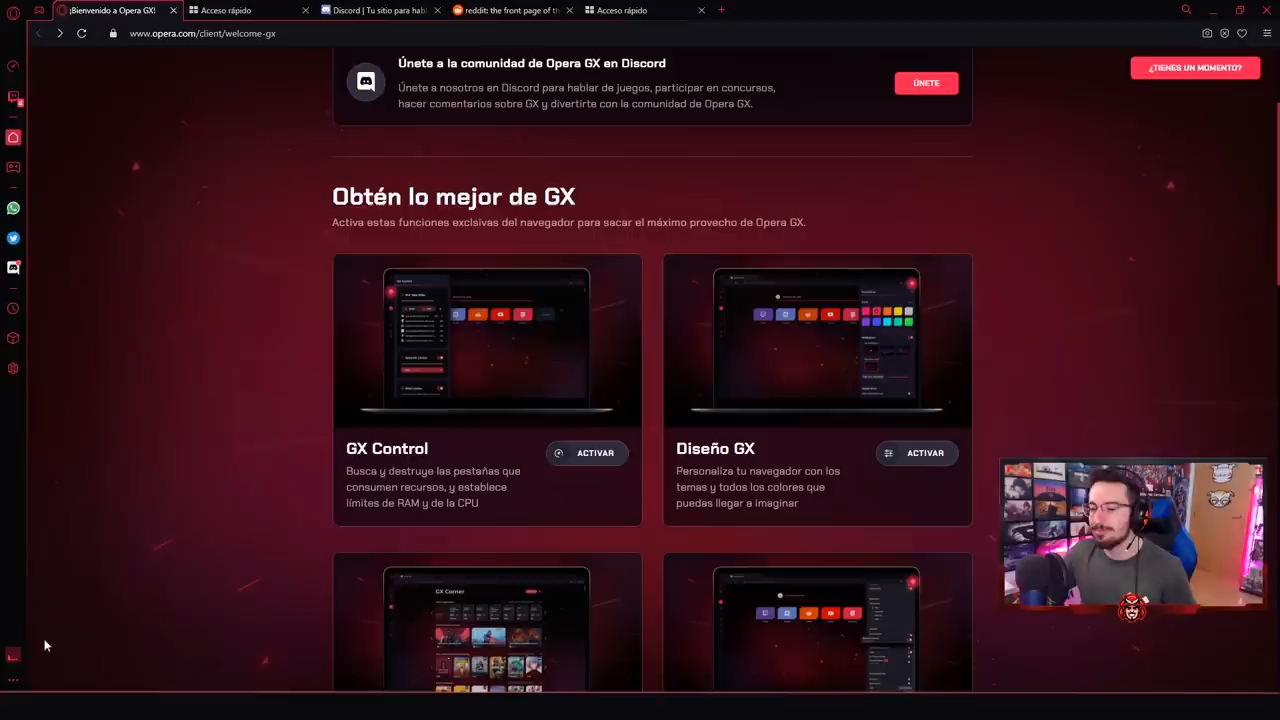 ¡Bienvenido a Opera GX!
Acceso rápido
Discord | Tu sitio para habl
reddit: the front page of th
Acceso rápido
www.opera.com/client/welcome-gx
¿TIENES UN MOMENTO?
Únete a la comunidad de Opera GX en Discord
Únete a nosotros en Discord para hablar de juegos, participar en concursos,
hacer comentarios sobre GX y divertirte con la comunidad de Opera GX.
ÚNETE
Obtén lo mejor de GX
Activa estas funciones exclsivas del navegador para sacar el máximo provecho de Opera GX.
GX Control
ACTIVAR
Busca y destruye las pestañas que
consumen recursos, y establece
límites de RAM y de la CPU
Diseño GX
ACTIVAR
Personaliza tu navegador con los
temas y todos los colores que
puedas llegar a imaginar
GX Corner